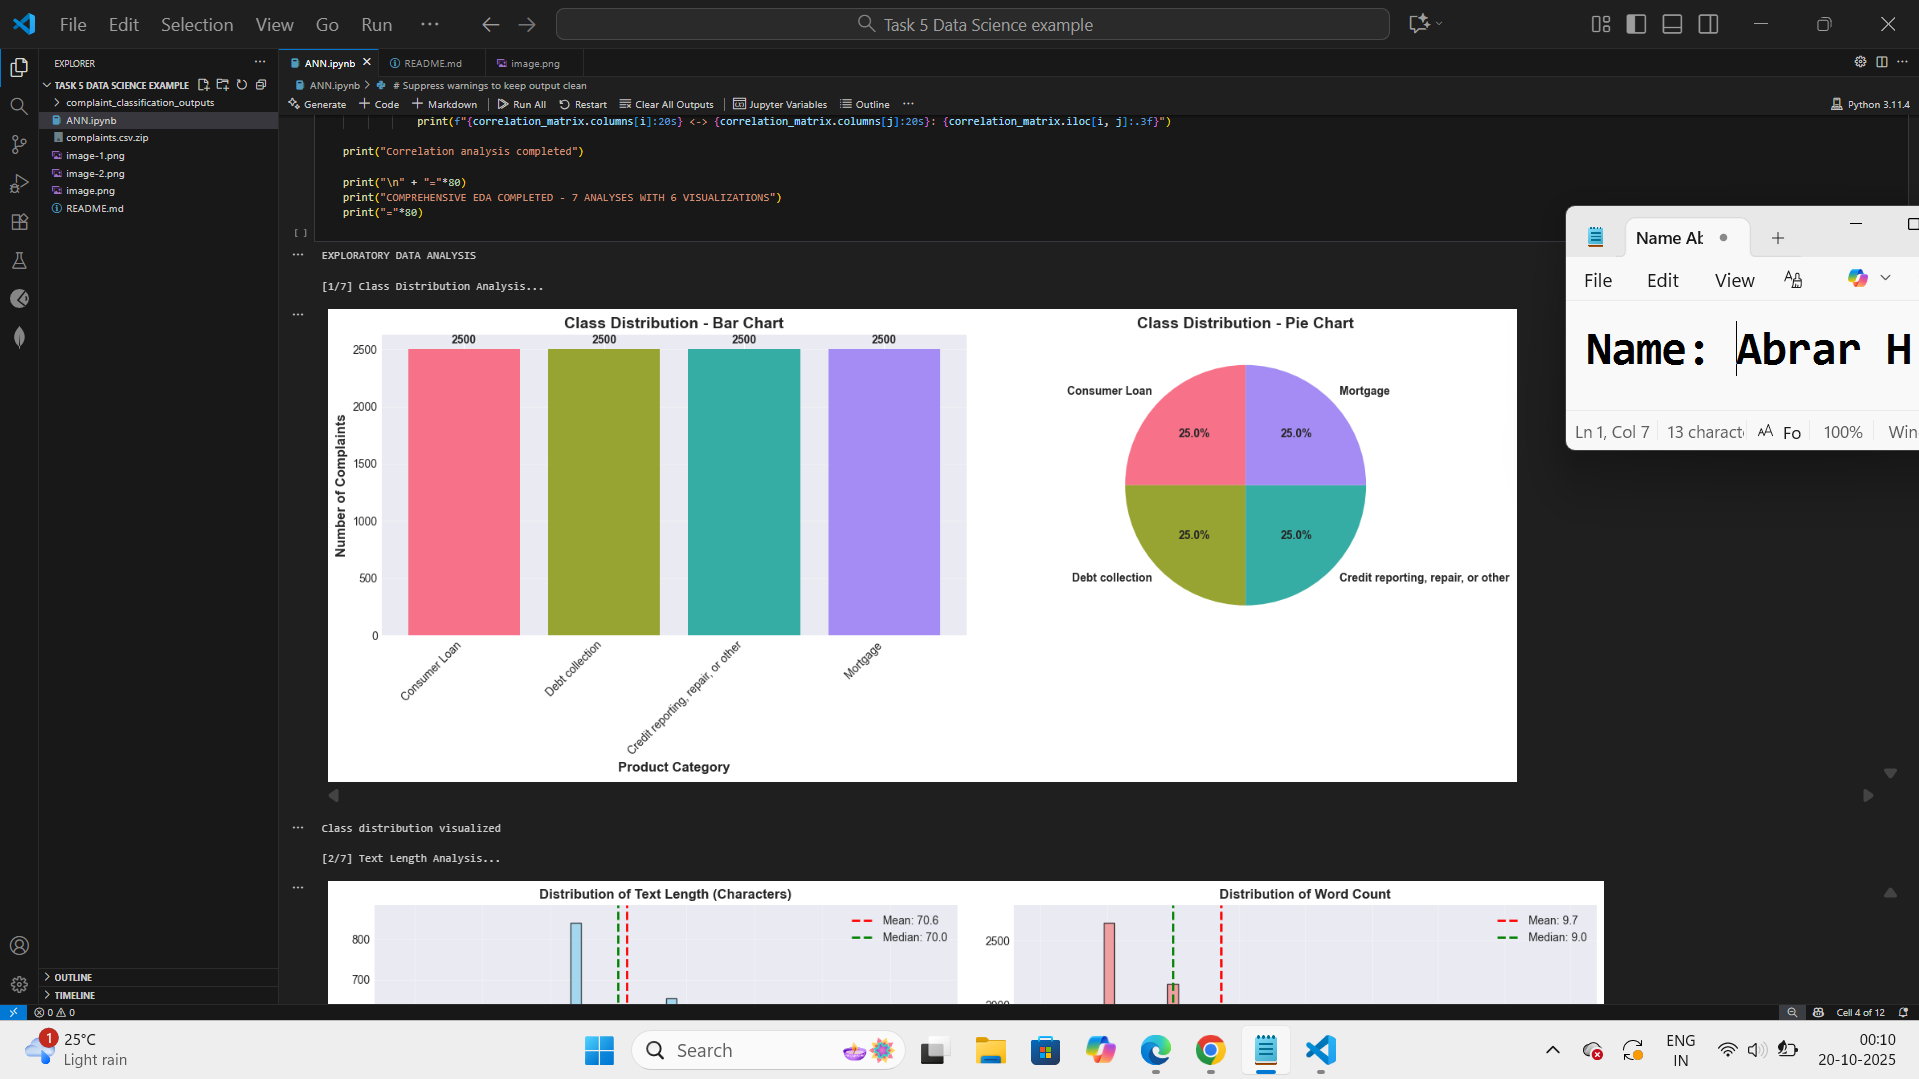 File Edit Selection View Go Run ...
Task 5 Data Science example
EXPLORER
TASK 5 DATA SCIENCE EXAMPLE
complaint_classification_outputs
ANN.ipynb
complaints.csv.zip
image-1.png
image-2.png
image.png
README.md
OUTLINE
TIMELINE
ANN.ipynb README.md image.png
ANN.ipynb > # Suppress warnings to keep output clean
Generate + Code + Markdown Run All Restart Clear All Outputs Jupyter Variables Outline ...
Python 3.11.4
print(f"{correlation_matrix.columns[i]:20s} <-> {correlation_matrix.columns[j]:20s}: {correlation_matrix.iloc[i, j]:.3f}")
print("Correlation analysis completed")
print("\n" + "="*80)
print("COMPREHENSIVE EDA COMPLETED - 7 ANALYSES WITH 6 VISUALIZATIONS")
print("="*80)
[ ]
EXPLORATORY DATA ANALYSIS
[1/7] Class Distribution Analysis...
Class Distribution - Bar Chart
2500 2500 2500 2500
2500
2000
1500
1000
500
0
Number of Complaints
Consumer Loan
Debt collection
Credit reporting, repair, or other
Mortgage
Product Category
Class Distribution - Pie Chart
Consumer Loan
Mortgage
25.0% 25.0%
25.0% 25.0%
Debt collection
Credit reporting, repair, or other
Class distribution visualized
[2/7] Text Length Analysis...
Distribution of Text Length (Characters)
Mean: 70.6
Median: 70.0
800
700
Distribution of Word Count
Mean: 9.7
Median: 9.0
2500
Name Ab
File Edit View
Name: Abrar H
Ln 1, Col 7 13 charact Fo 100% Win
0 0
Cell 4 of 12
1
25°C
Light rain
Search
ENG
IN
00:10
20-10-2025